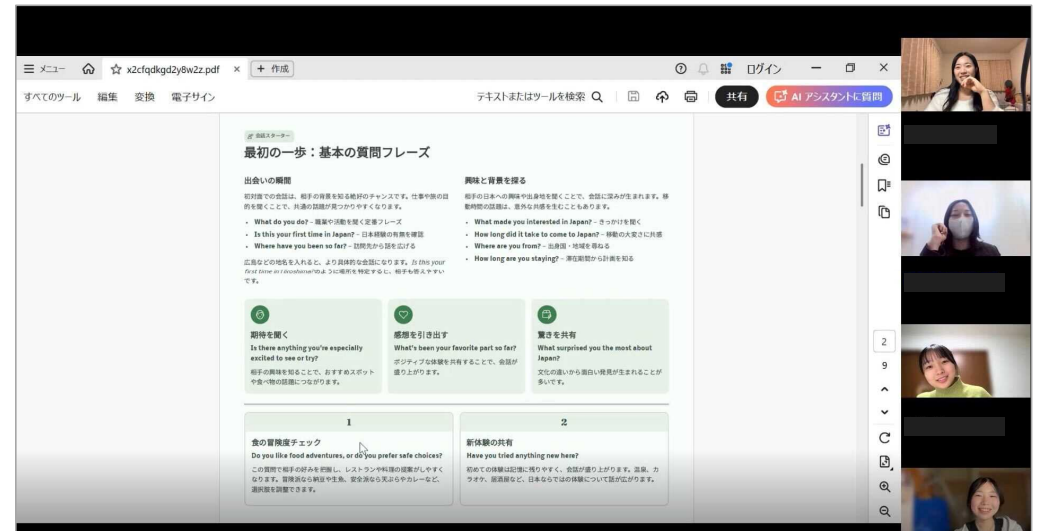 メニュー
x2cfqdkgd2y8w2z.pdf
+ 作成
ログイン
すべてのツール 編集 変換 電子サイン
テキストまたはツールを検索
共有
AI アシスタントに質問
会話スターター
最初の一歩：基本の質問フレーズ
出会いの瞬間
初対面での会話は、相手の背景を知る絶好のチャンスです。仕事や旅の目
的を聞くことで、共通の話題が見つかりやすくなります。
• What do you do? – 職業や活動を聞く定番フレーズ
• Is this your first time in Japan? – 日本経験の有無を確認
• Where have you been so far? – 訪問先から話を広げる
広島などの地名を入れると、より具体的な会話になります。Is this your
first time in Hiroshima?のように場所を特定すると、相手も答えやすい
です。
興味と背景を探る
相手の日本への興味や出身地を聞くことで、会話に深みが生まれます。移
動時間の話題は、意外な共感を生むこともあります。
• What made you interested in Japan? – きっかけを聞く
• How long did it take to come to Japan? – 移動の大変さに共感
• Where are you from? – 出身国・地域を尋ねる
• How long are you staying? – 滞在期間から計画を知る
期待を聞く
Is there anything you're especially
excited to see or try?
相手の興味を知ることで、おすすめスポット
や食べ物の話題につながります。
感想を引き出す
What's been your favorite part so far?
ポジティブな体験を共有することで、会話が
盛り上がります。
驚きを共有
What surprised you the most about
Japan?
文化の違いから面白い発見が生まれることが
多いです。
1
食の冒険度チェック
Do you like food adventures, or do you prefer safe choices?
この質問で相手の好みを把握し、レストランや料理の提案がしやすく
なります。冒険派なら納豆や生魚、安全派なら天ぷらやカレーなど、
選択肢を調整できます。
2
新体験の共有
Have you tried anything new here?
初めての体験は記憶に残りやすく、会話が盛り上がります。温泉、カ
ラオケ、居酒屋など、日本ならではの体験について話が広がります。
2
9